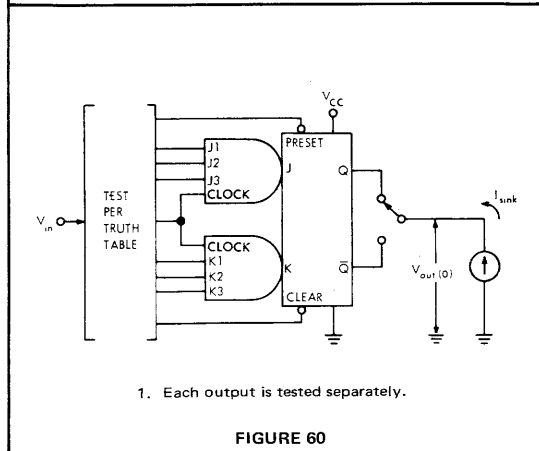 V_CC
PRESET
J1
J2
J3
CLOCK
J
Q
I_sink
TEST
PER
TRUTH
TABLE
V_in
CLOCK
K1
K2
K3
K
Q̅
V_out(0)
CLEAR
1. Each output is tested separately.
FIGURE 60